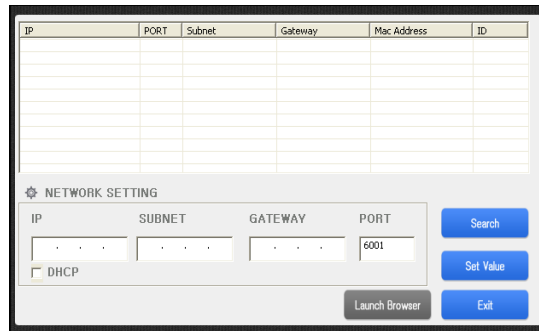 IP PORT Subnet Gateway Mac Address ID
NETWORK SETTING
IP SUBNET GATEWAY PORT
. . . . . . . . . 6001
DHCP
Search
Set Value
Launch Browser Exit